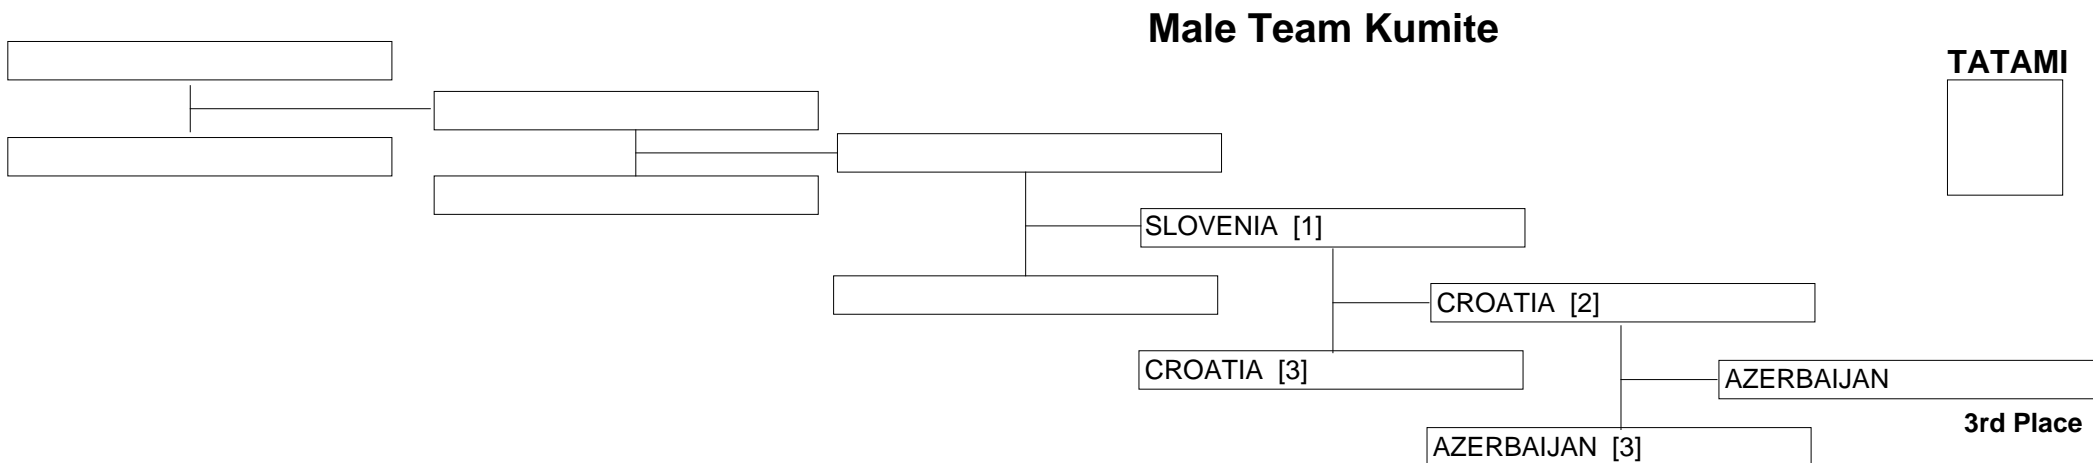 Male Team Kumite
TATAMI
SLOVENIA [1]
CROATIA [2]
CROATIA [3]
AZERBAIJAN
3rd Place
AZERBAIJAN [3]